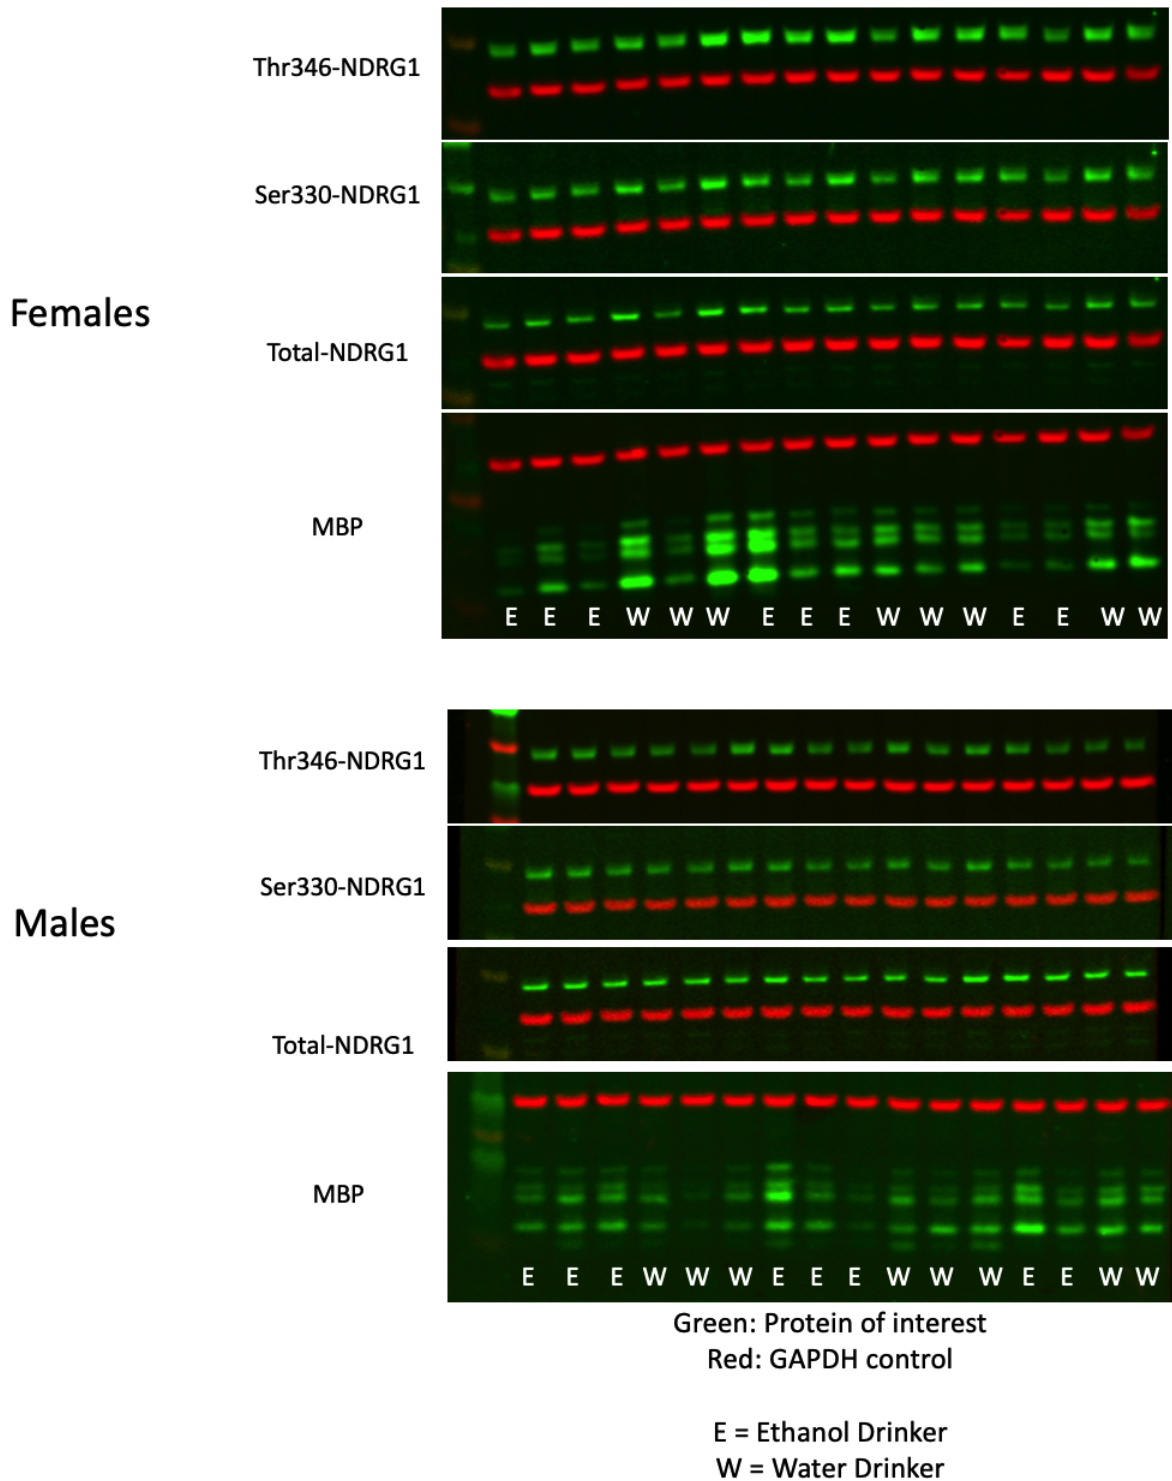 Thr346-NDRG1
Ser330-NDRG1
Females
Total-NDRG1
MBP
E E E W W W E E E W W W E E W W
Thr346-NDRG1
Ser330-NDRG1
Males
Total-NDRG1
MBP
E E E W W W E E E W W W E E W W
Green: Protein of interest
Red: GAPDH control
E = Ethanol Drinker
W = Water Drinker